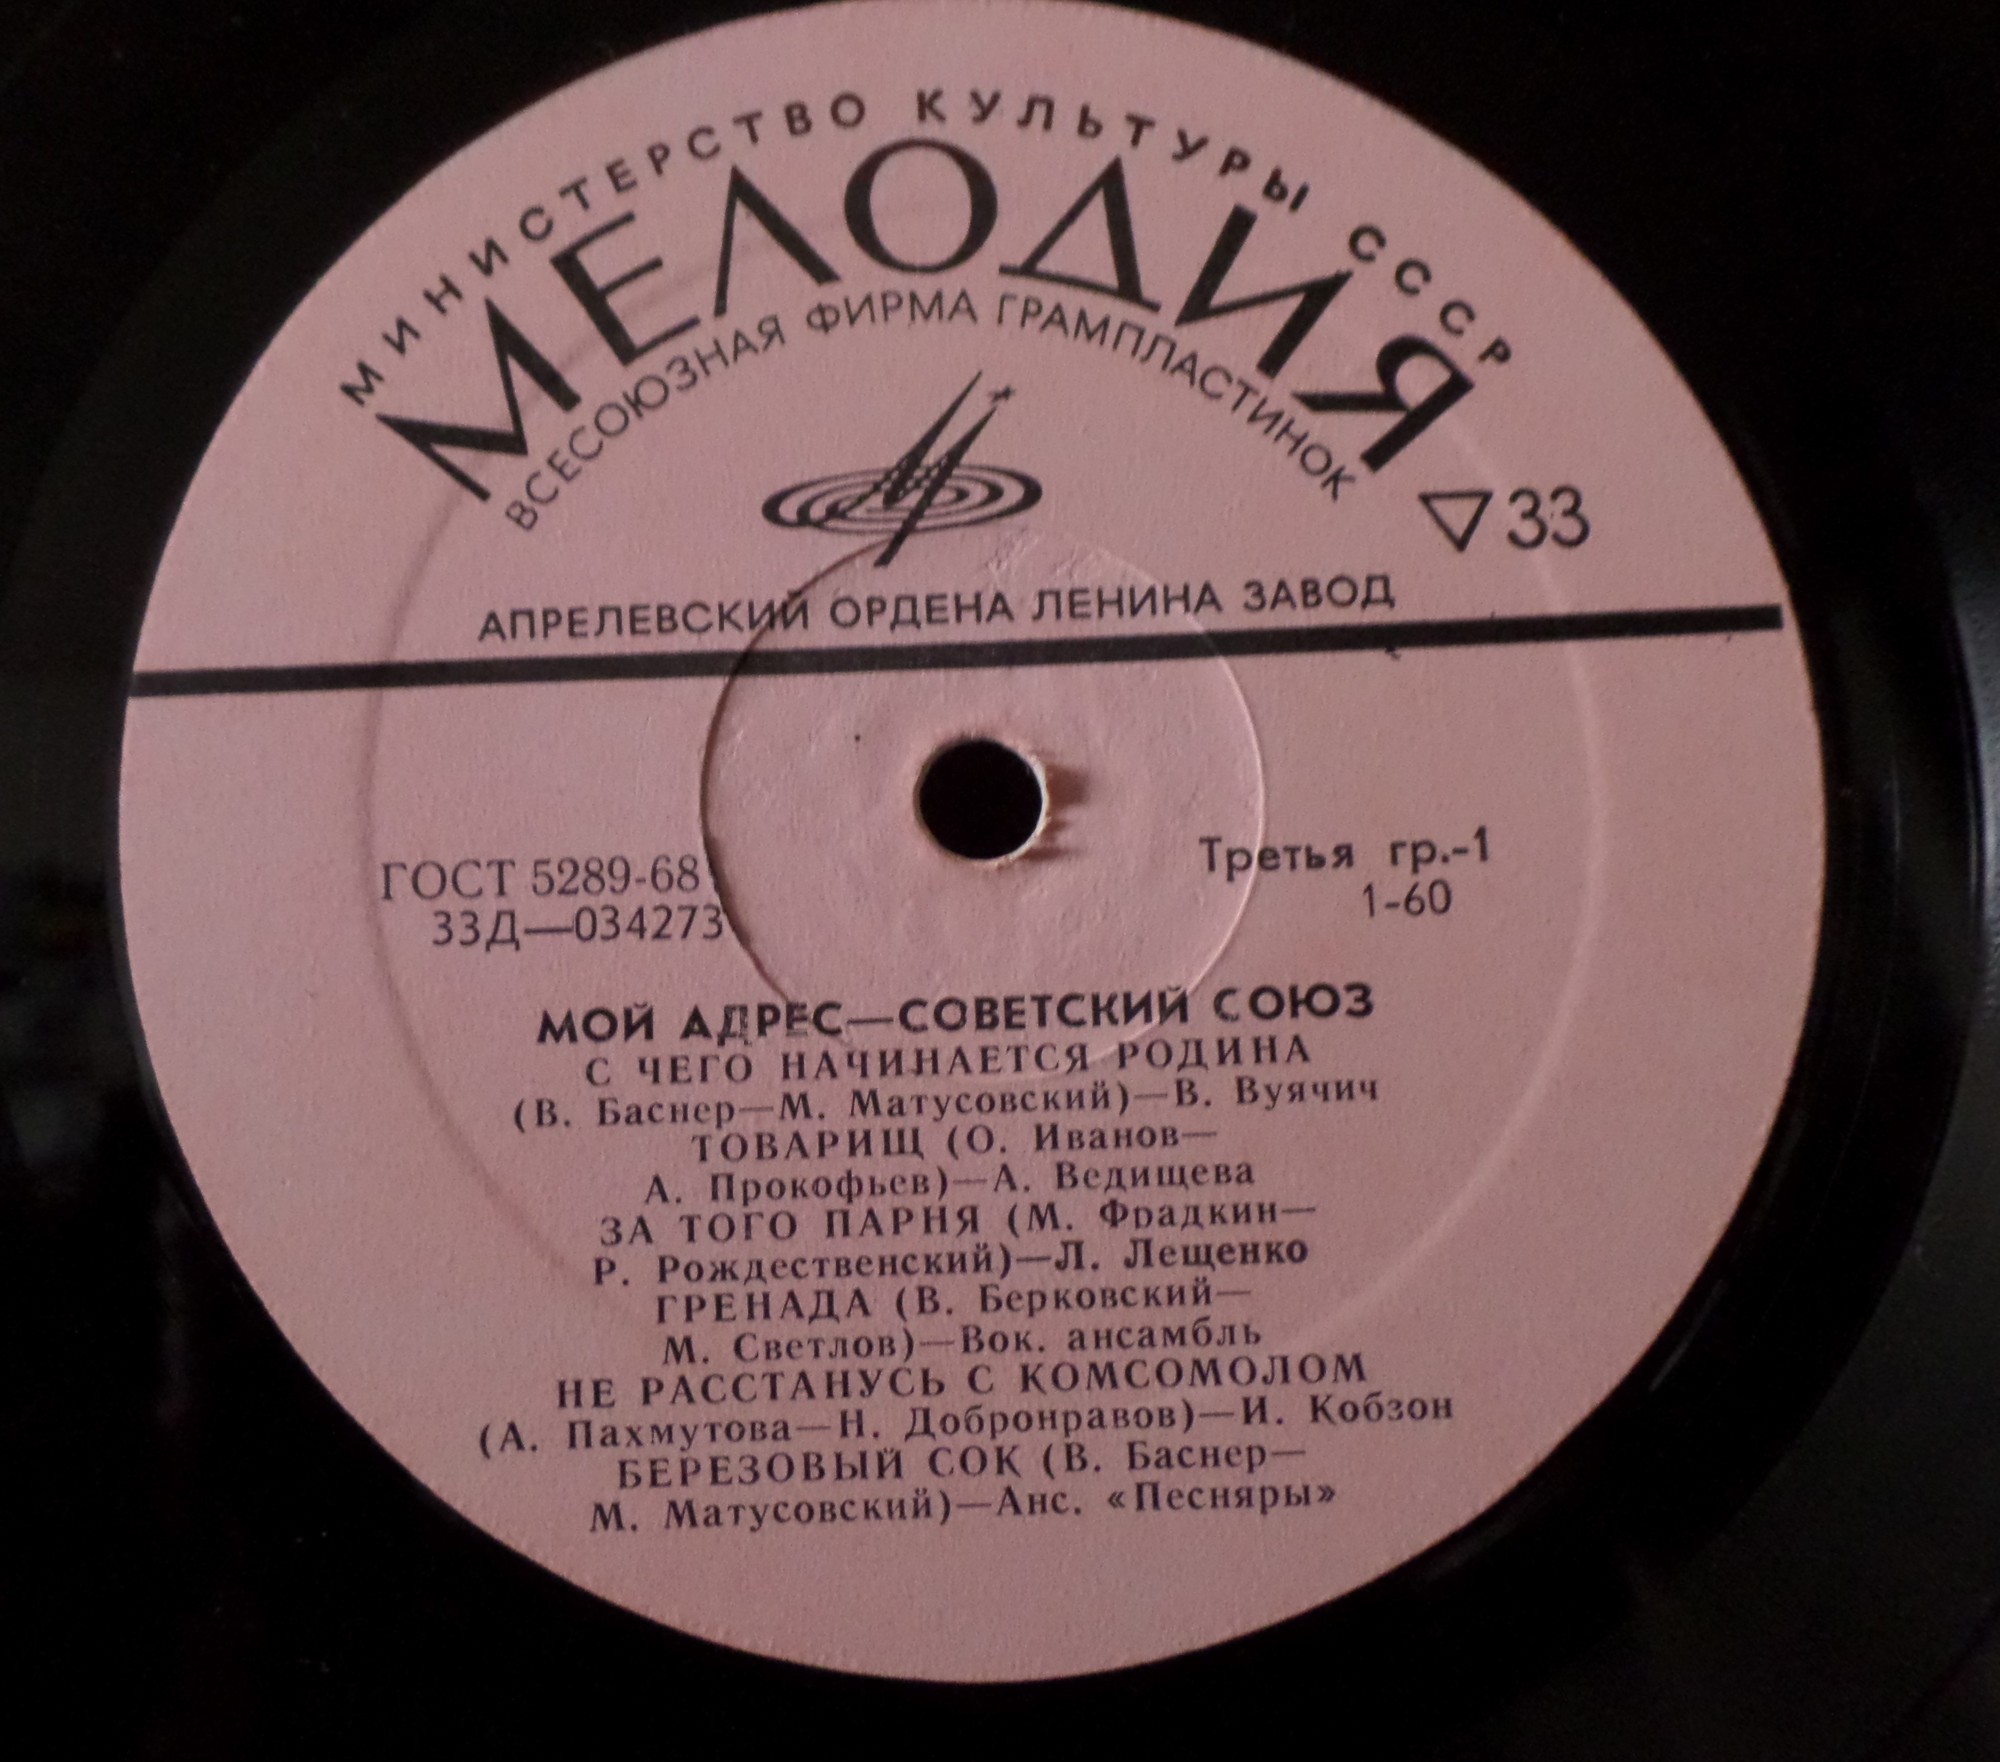 МИНИСТЕРСТВО КУЛЬТУРЫ СССР
МЕЛОДИЯ
ВСЕСОЮЗНАЯ ФИРМА ГРАМПЛАСТИНОК
33
АПРЕЛЕВСКИЙ ОРДЕНА ЛЕНИНА ЗАВОД
ГОСТ 5289-68
33Д—034273
Третья гр.-1
1-60
МОЙ АДРЕС—СОВЕТСКИЙ СОЮЗ
С ЧЕГО НАЧИНАЕТСЯ РОДИНА
(В. Баснер—М. Матусовский)—В. Вуячич
ТОВАРИЩ (О. Иванов—
А. Прокофьев)—А. Ведищева
ЗА ТОГО ПАРНЯ (М. Фрадкин—
Р. Рождественский)—Л. Лещенко
ГРЕНАДА (В. Берковский—
М. Светлов)—Вок. ансамбль
НЕ РАССТАНУСЬ С КОМСОМОЛОМ
(А. Пахмутова—Н. Добронравов)—И. Кобзон
БЕРЕЗОВЫЙ СОК (В. Баснер—
М. Матусовский)—Анс. «Песняры»